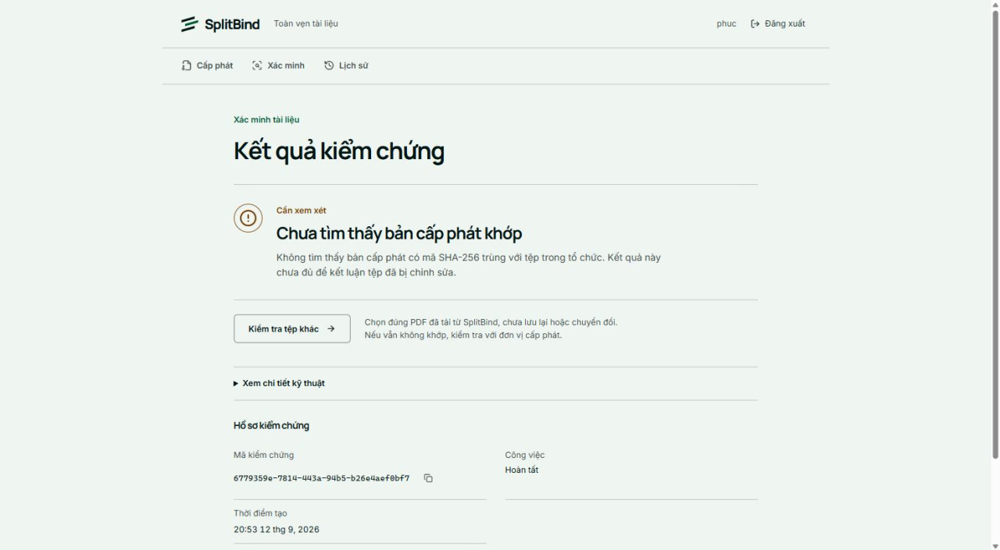 SplitBind
Toàn vẹn tài liệu
phuc
Đăng xuất
Cấp phát
Xác minh
Lịch sử
Xác minh tài liệu
Kết quả kiểm chứng
Cần xem xét
Chưa tìm thấy bản cấp phát khớp
Không tìm thấy bản cấp phát có mã SHA-256 trùng với tệp trong tổ chức. Kết quả này
chưa đủ để kết luận tệp đã bị chỉnh sửa.
Kiểm tra tệp khác →
Chọn đúng PDF đã tải từ SplitBind, chưa lưu lại hoặc chuyển đổi.
Nếu vẫn không khớp, kiểm tra với đơn vị cấp phát.
Xem chi tiết kỹ thuật
Hồ sơ kiểm chứng
Mã kiểm chứng
6779359e-7814-443a-94b5-b26e4aef0bf7
Công việc
Hoàn tất
Thời điểm tạo
20:53 12 thg 9, 2026